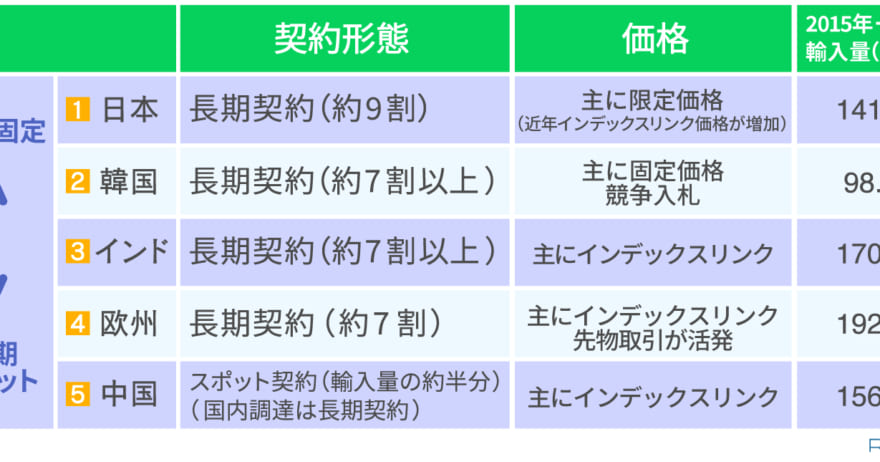 契約形態
価格
2015年
輸入量(
固定
1 日本
長期契約(約9割)
主に限定価格
(近年インデックスリンク価格が増加)
141
2 韓国
長期契約(約7割以上)
主に固定価格
競争入札
98.
3 インド
長期契約(約7割以上)
主にインデックスリンク
170
4 欧州
長期契約(約7割)
主にインデックスリンク
先物取引が活発
192
期
ット
5 中国
スポット契約(輸入量の約半分)
(国内調達は長期契約)
主にインデックスリンク
156